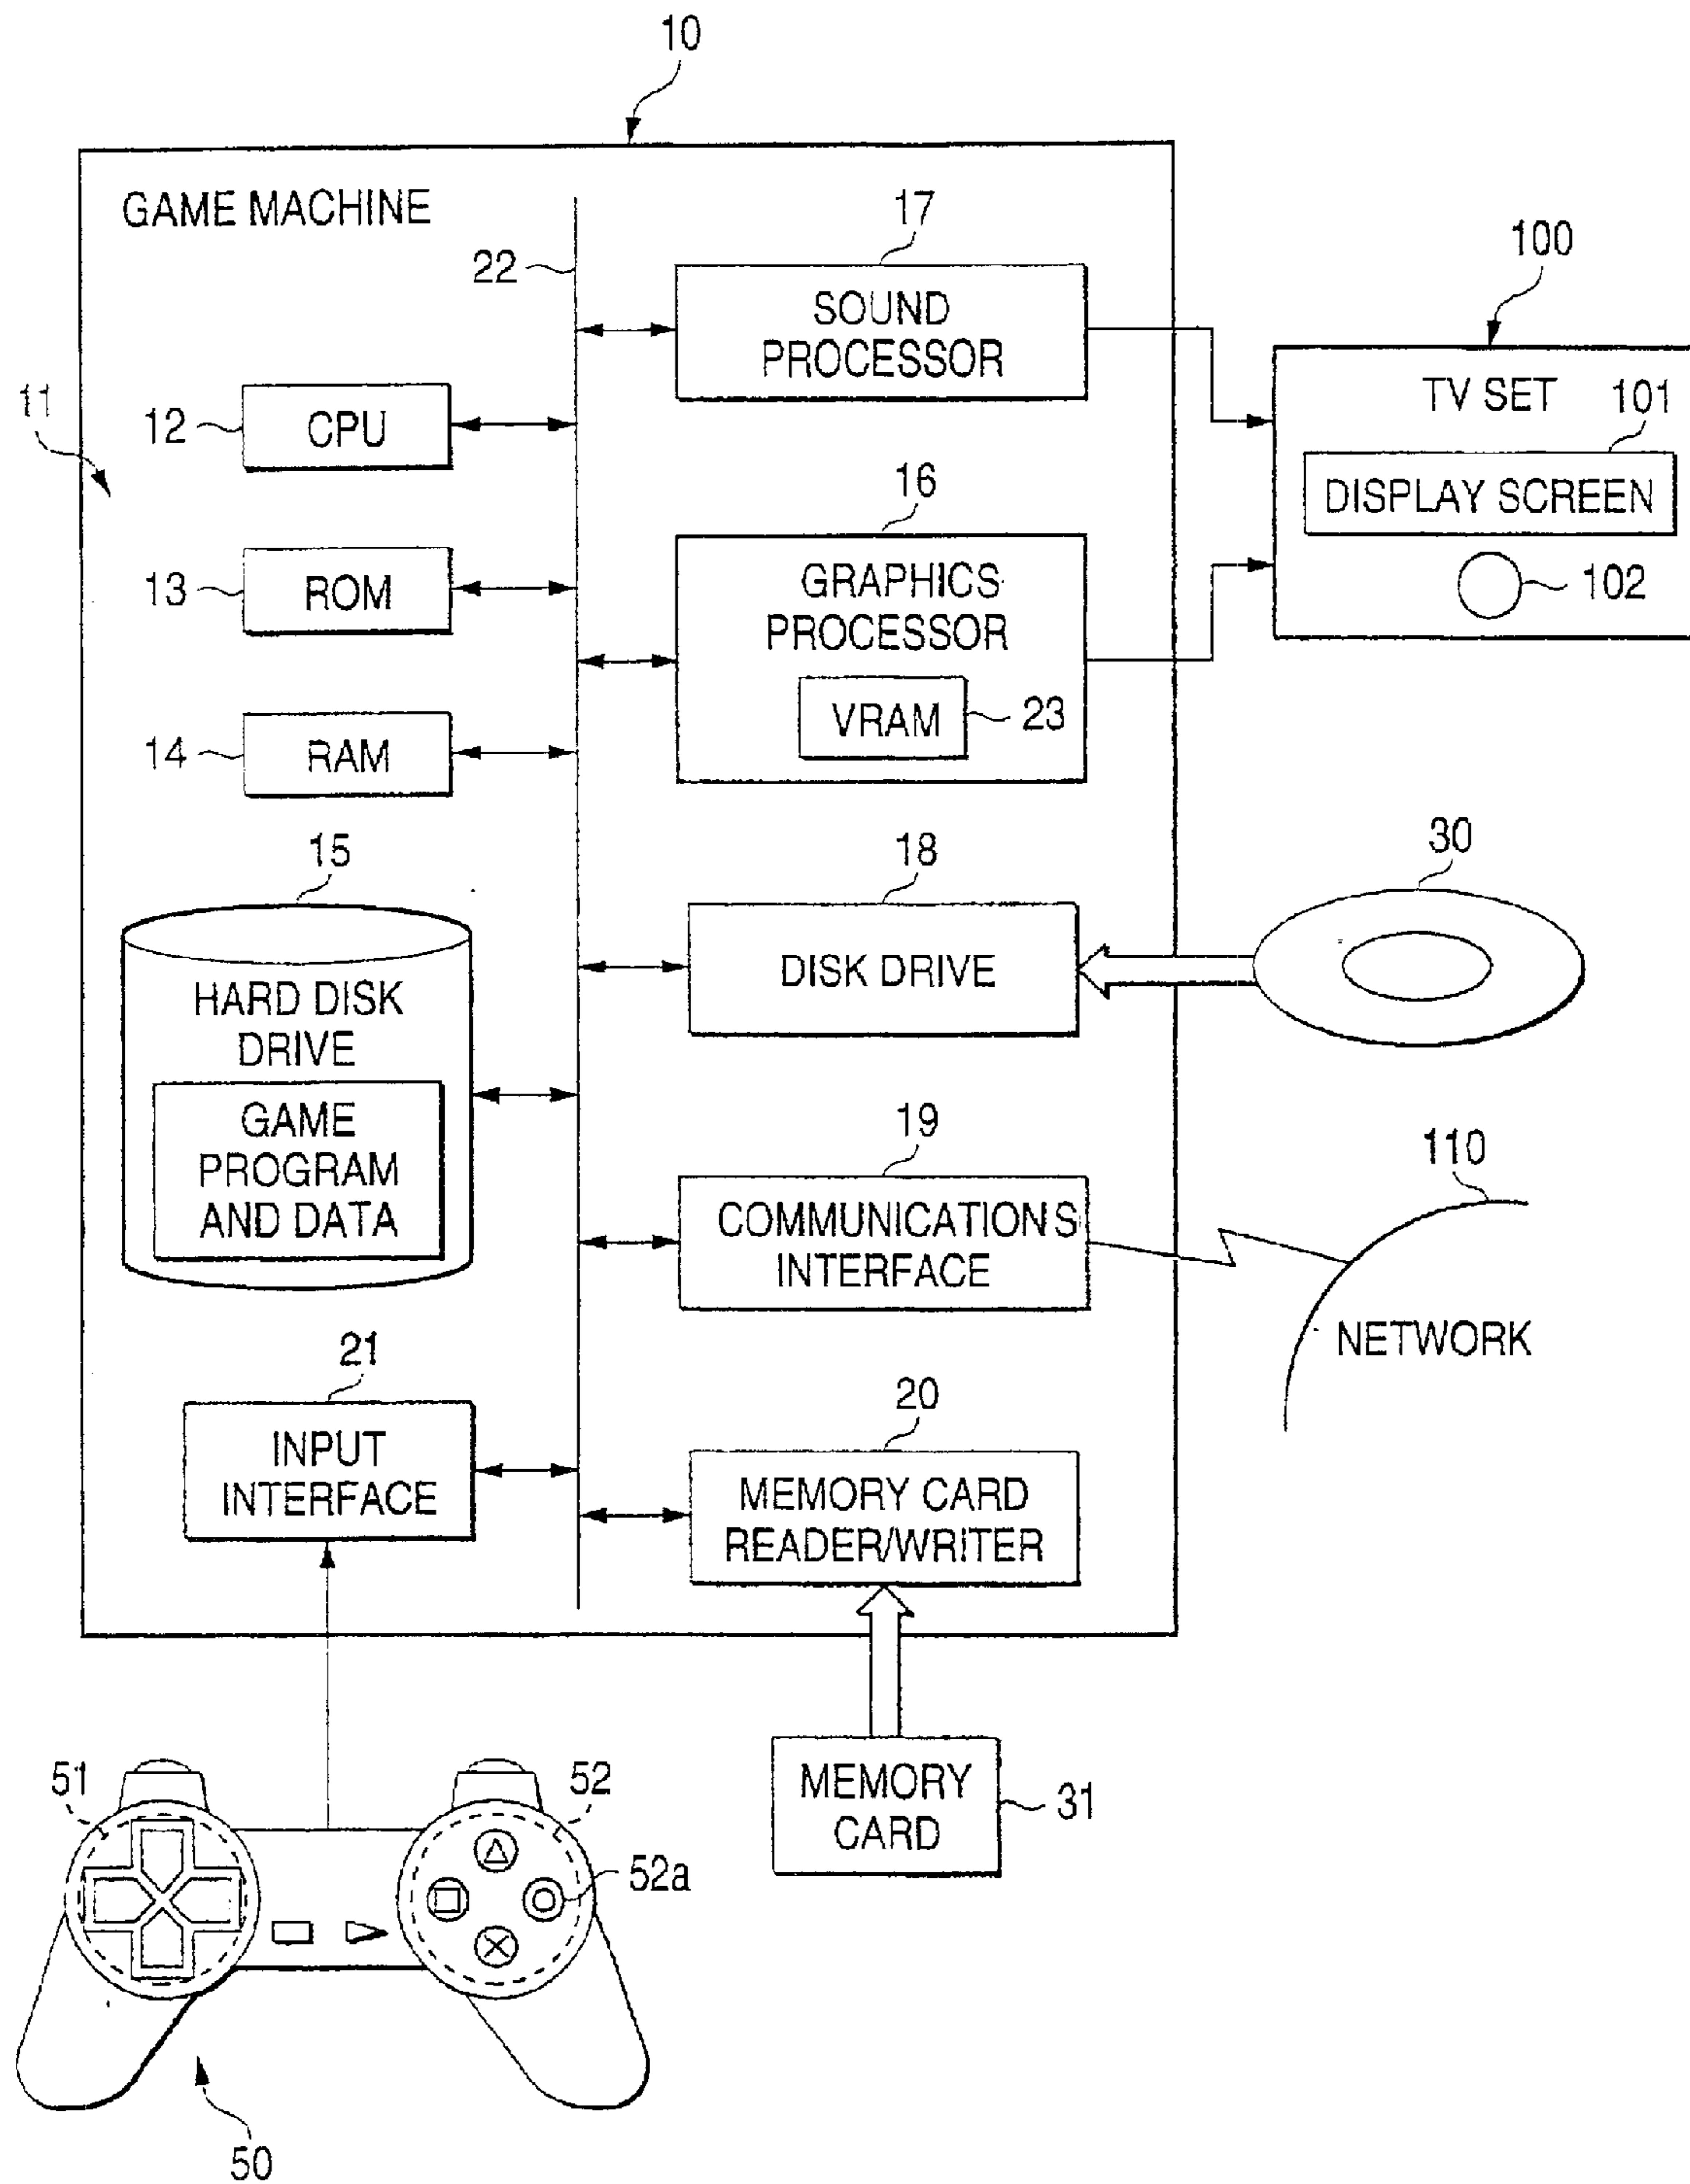 10
GAME MACHINE
17
22
SOUND
PROCESSOR
100
TV SET
101
DISPLAY SCREEN
102
11
12
CPU
16
GRAPHICS
PROCESSOR
VRAM
23
13
ROM
14
RAM
15
HARD DISK
DRIVE
GAME
PROGRAM
AND DATA
18
DISK DRIVE
30
19
COMMUNICATIONS
INTERFACE
110
NETWORK
21
INPUT
INTERFACE
20
MEMORY CARD
READER/WRITER
MEMORY
CARD
31
51
52
52a
50